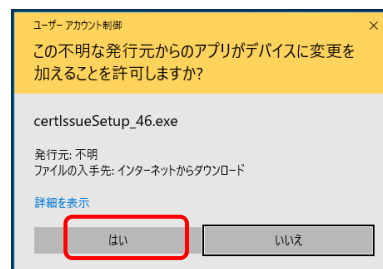 ユーザー アカウント制御
この不明な発行元からのアプリがデバイスに変更を
加えることを許可しますか?
certIssueSetup_46.exe
発行元: 不明
ファイルの入手先: インターネットからダウンロード
詳細を表示
はい
いいえ